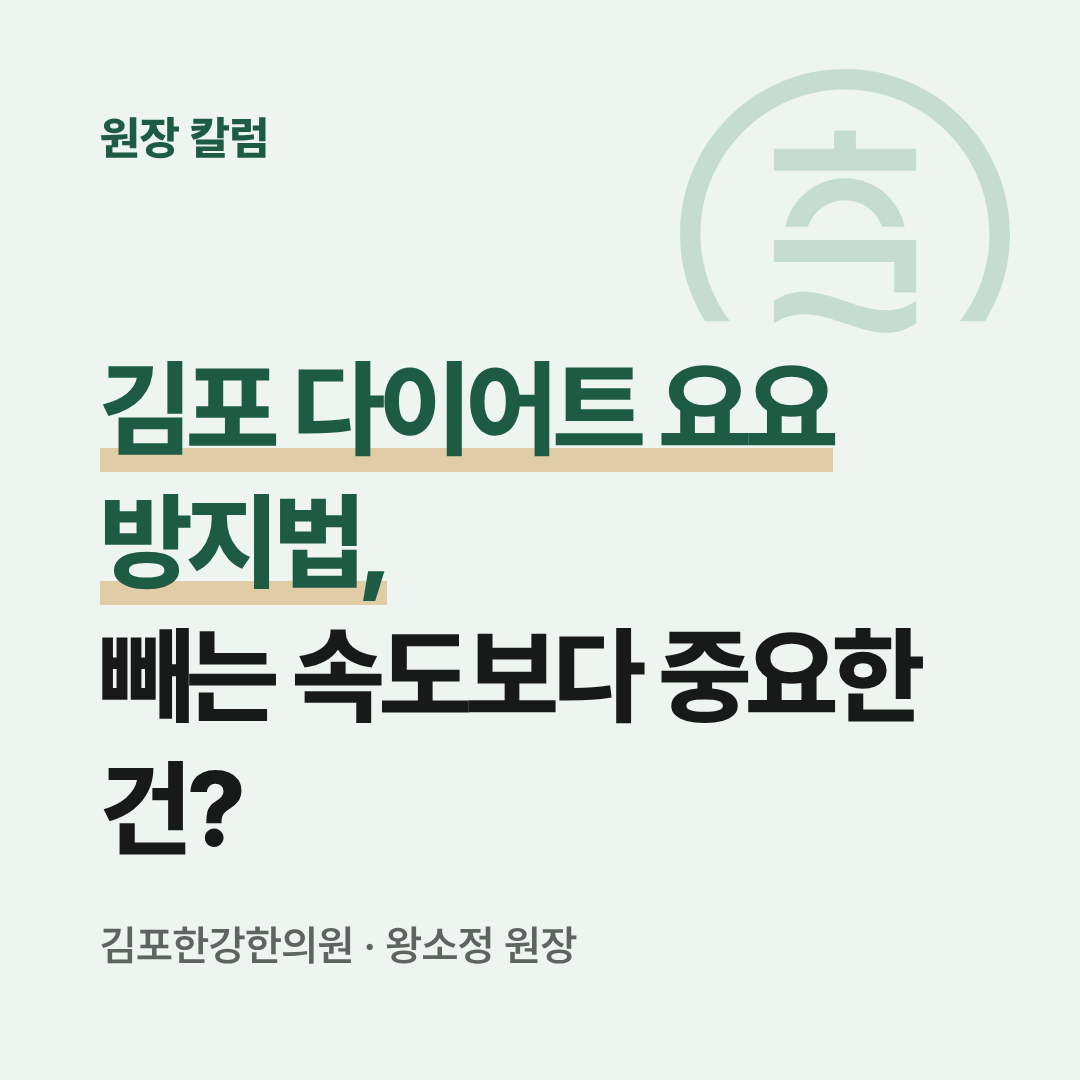 원장 칼럼
김포 다이어트 요요
방지법,
빼는 속도보다 중요한
건?
김포한강한의원 · 왕소정 원장